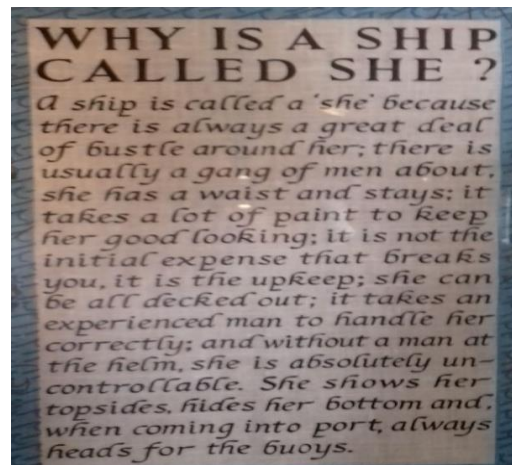 WHY IS A SHIP
CALLED SHE ?
A ship is called a 'she' because
there is always a great deal
of bustle around her; there is
usually a gang of men about,
she has a waist and stays; it
takes a lot of paint to keep
her good looking; it is not the
initial expense that breaks
you, it is the upkeep; she can
be all decked out; it takes an
experienced man to handle her
correctly; and without a man at
the helm, she is absolutely un-
controllable. She shows her
topsides, hides her bottom and,
when coming into port, always
heads for the buoys.